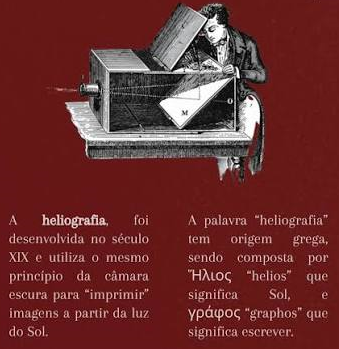 M
O
A heliografia, foi
desenvolvida no século
XIX e utiliza o mesmo
princípio da câmara
escura para “imprimir”
imagens a partir da luz
do Sol.
A palavra “heliografia”
tem origem grega,
sendo composta por
Ήλιος “helios” que
significa Sol, e
γράφος “graphos” que
significa escrever.